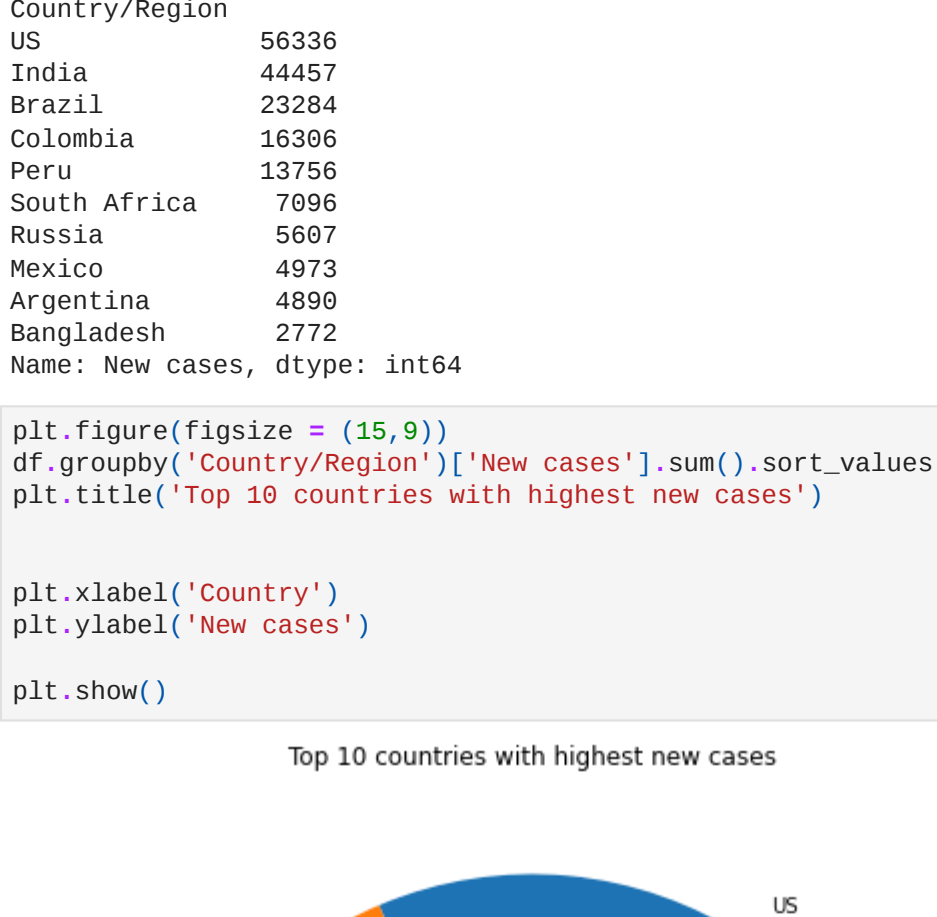 Country/Region
US 56336
India 44457
Brazil 23284
Colombia 16306
Peru 13756
South Africa 7096
Russia 5607
Mexico 4973
Argentina 4890
Bangladesh 2772
Name: New cases, dtype: int64
plt.figure(figsize = (15,9))
df.groupby('Country/Region')['New cases'].sum().sort_values
plt.title('Top 10 countries with highest new cases')
plt.xlabel('Country')
plt.ylabel('New cases')
plt.show()
Top 10 countries with highest new cases
US